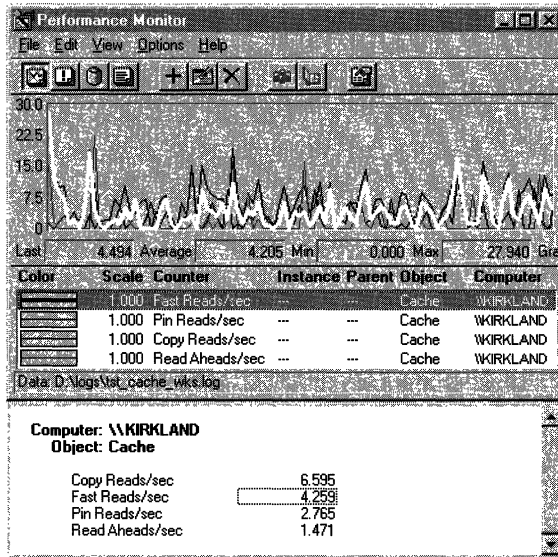 Performance Monitor
File Edit View Options Help
30.0
22.5
15.0
7.5
0
Last 4.494 Average 4.205 Min 0.000 Max 27.940 Gra
Color Scale Counter Instance Parent Object Computer
1.000 Fast Reads/sec --- --- Cache \\KIRKLAND
1.000 Pin Reads/sec --- --- Cache \\KIRKLAND
1.000 Copy Reads/sec --- --- Cache \\KIRKLAND
1.000 Read Aheads/sec --- --- Cache \\KIRKLAND
Data: D:\logs\tst_cache_wks.log
Computer: \\KIRKLAND
Object: Cache
Copy Reads/sec 6.595
Fast Reads/sec 4.259
Pin Reads/sec 2.765
Read Aheads/sec 1.471